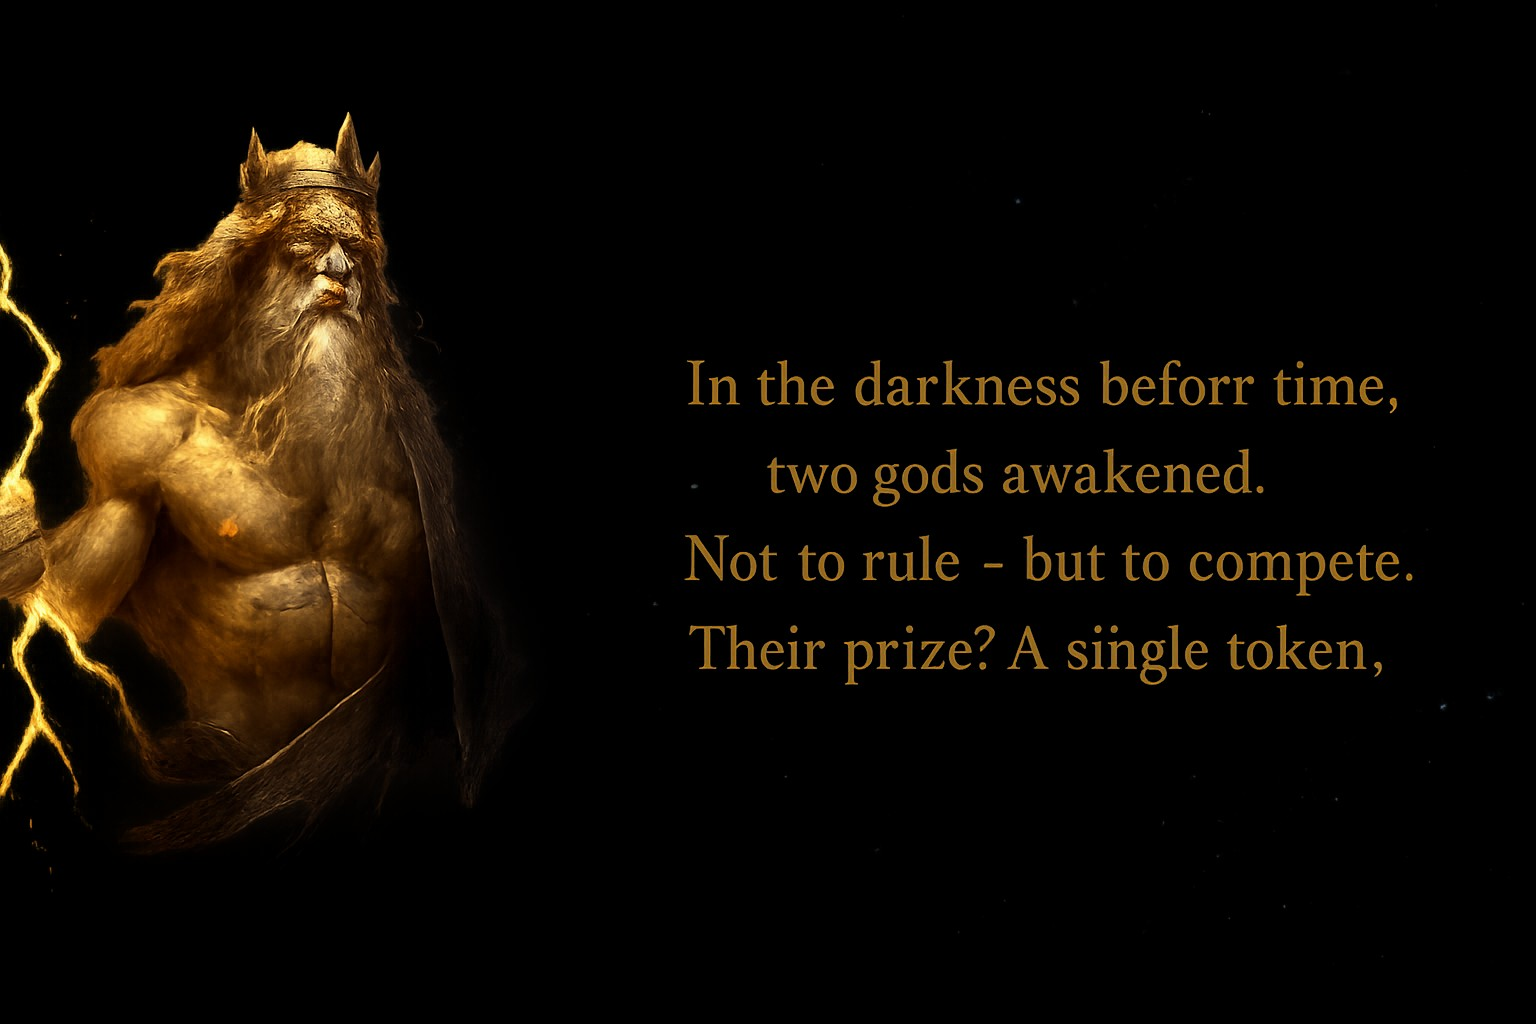 In the darkness beforr time,
two gods awakened.
Not to rule – but to compete.
Their prize? A single token,